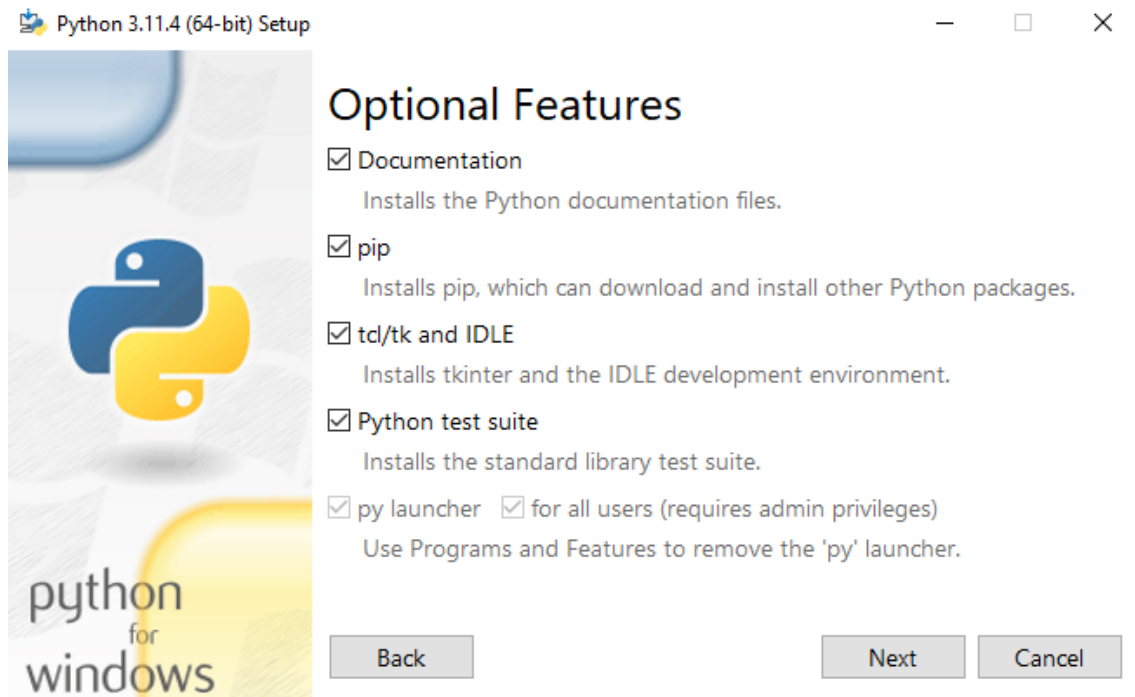 Python 3.11.4 (64-bit) Setup
Optional Features
Documentation
Installs the Python documentation files.
pip
Installs pip, which can download and install other Python packages.
tcl/tk and IDLE
Installs tkinter and the IDLE development environment.
Python test suite
Installs the standard library test suite.
py launcher for all users (requires admin privileges)
Use Programs and Features to remove the 'py' launcher.
python
for
windows
Back Next Cancel